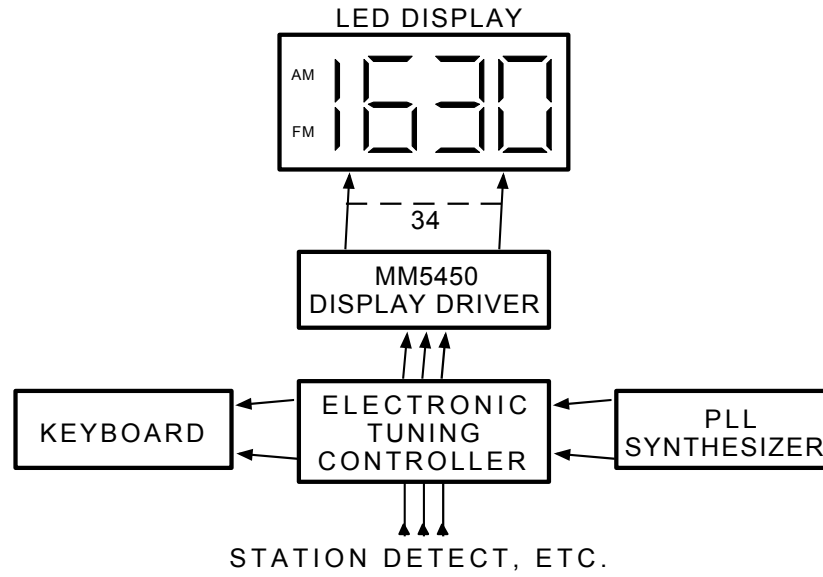 LED DISPLAY
AM
1630
FM
34
MM5450
DISPLAY DRIVER
KEYBOARD
ELECTRONIC
TUNING
CONTROLLER
PLL
SYNTHESIZER
STATION DETECT, ETC.